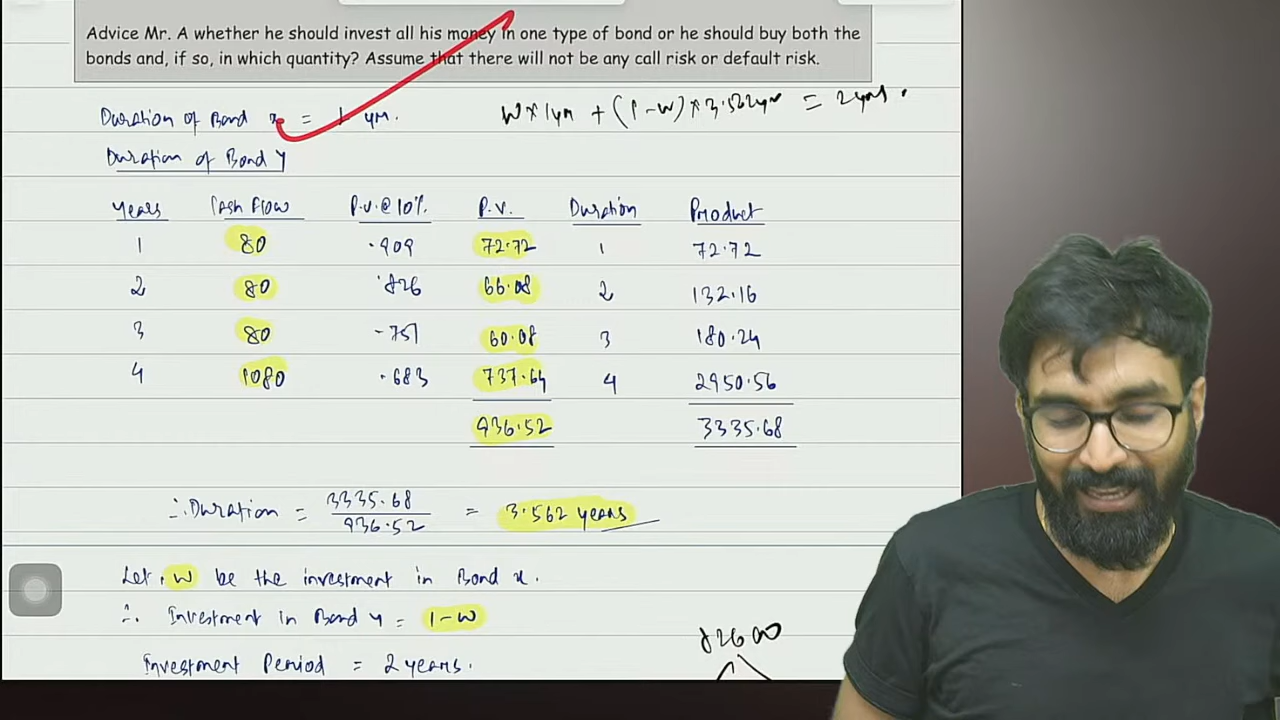 Advice Mr. A whether he should invest all his money in one type of bond or he should buy both the
bonds and, if so, in which quantity? Assume that there will not be any call risk or default risk.
Duration of Bond x = 1 yr.
w*1yr + (1-w)*3.562yr = 2yrs.
Duration of Bond Y
Years Cash Flow P.V.@10% P.V. Duration Product
1 80 .909 72.72 1 72.72
2 80 .826 66.08 2 132.16
3 80 .751 60.08 3 180.24
4 1080 .683 737.64 4 2950.56
936.52 3335.68
∴Duration = 3335.68 = 3.562 years
936.52
Let, w be the investment in Bond x.
∴ Investment in Bond y = 1-w
82600
Investment Period = 2 years.